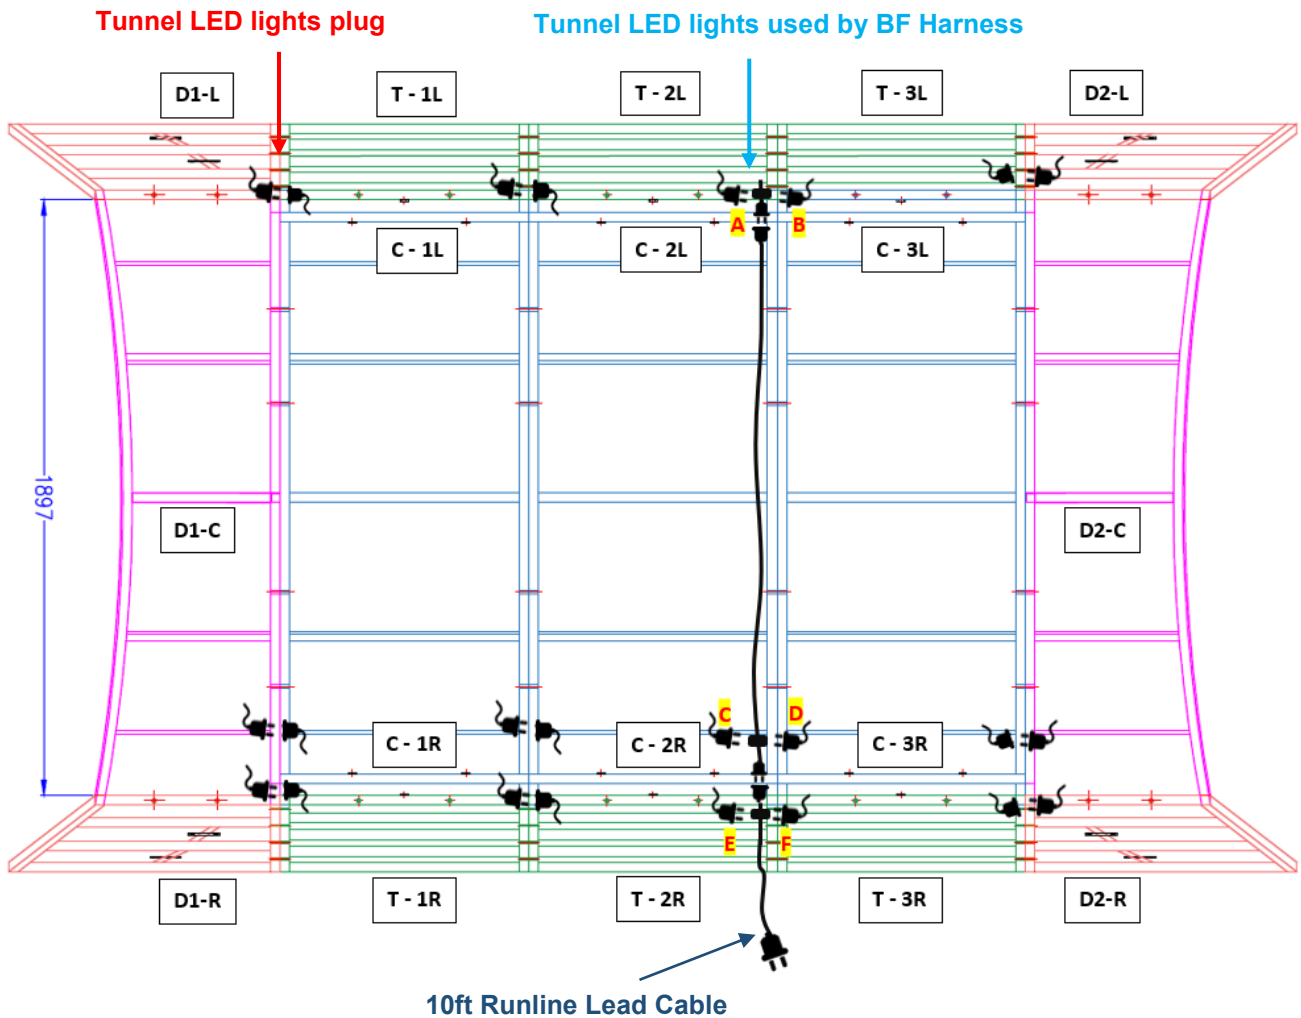 Tunnel LED lights plug
Tunnel LED lights used by BF Harness
D1-L
T - 1L
T - 2L
T - 3L
D2-L
A
B
C - 1L
C - 2L
C - 3L
1897
D1-C
D2-C
C
D
C - 1R
C - 2R
C - 3R
E
F
D1-R
T - 1R
T - 2R
T - 3R
D2-R
10ft Runline Lead Cable